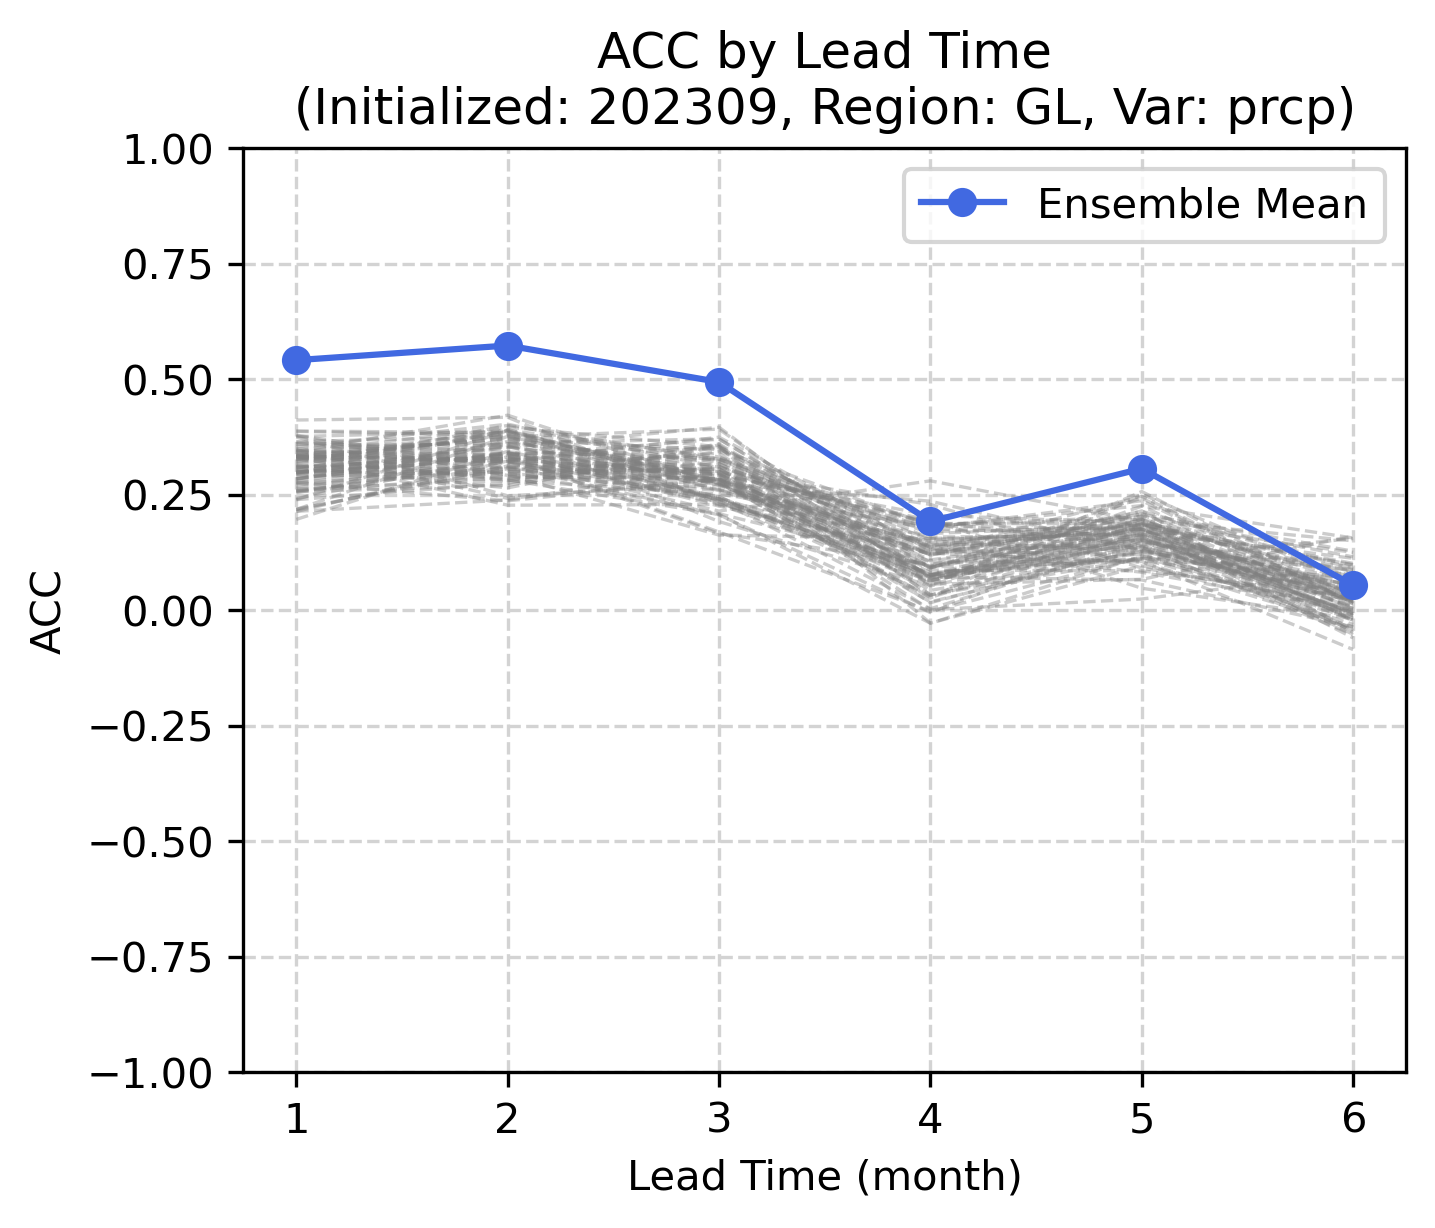 ACC by Lead Time
(Initialized: 202309, Region: GL, Var: prcp)
1.00
0.75
0.50
0.25
0.00
−0.25
−0.50
−0.75
−1.00
ACC
Ensemble Mean
1 2 3 4 5 6
Lead Time (month)